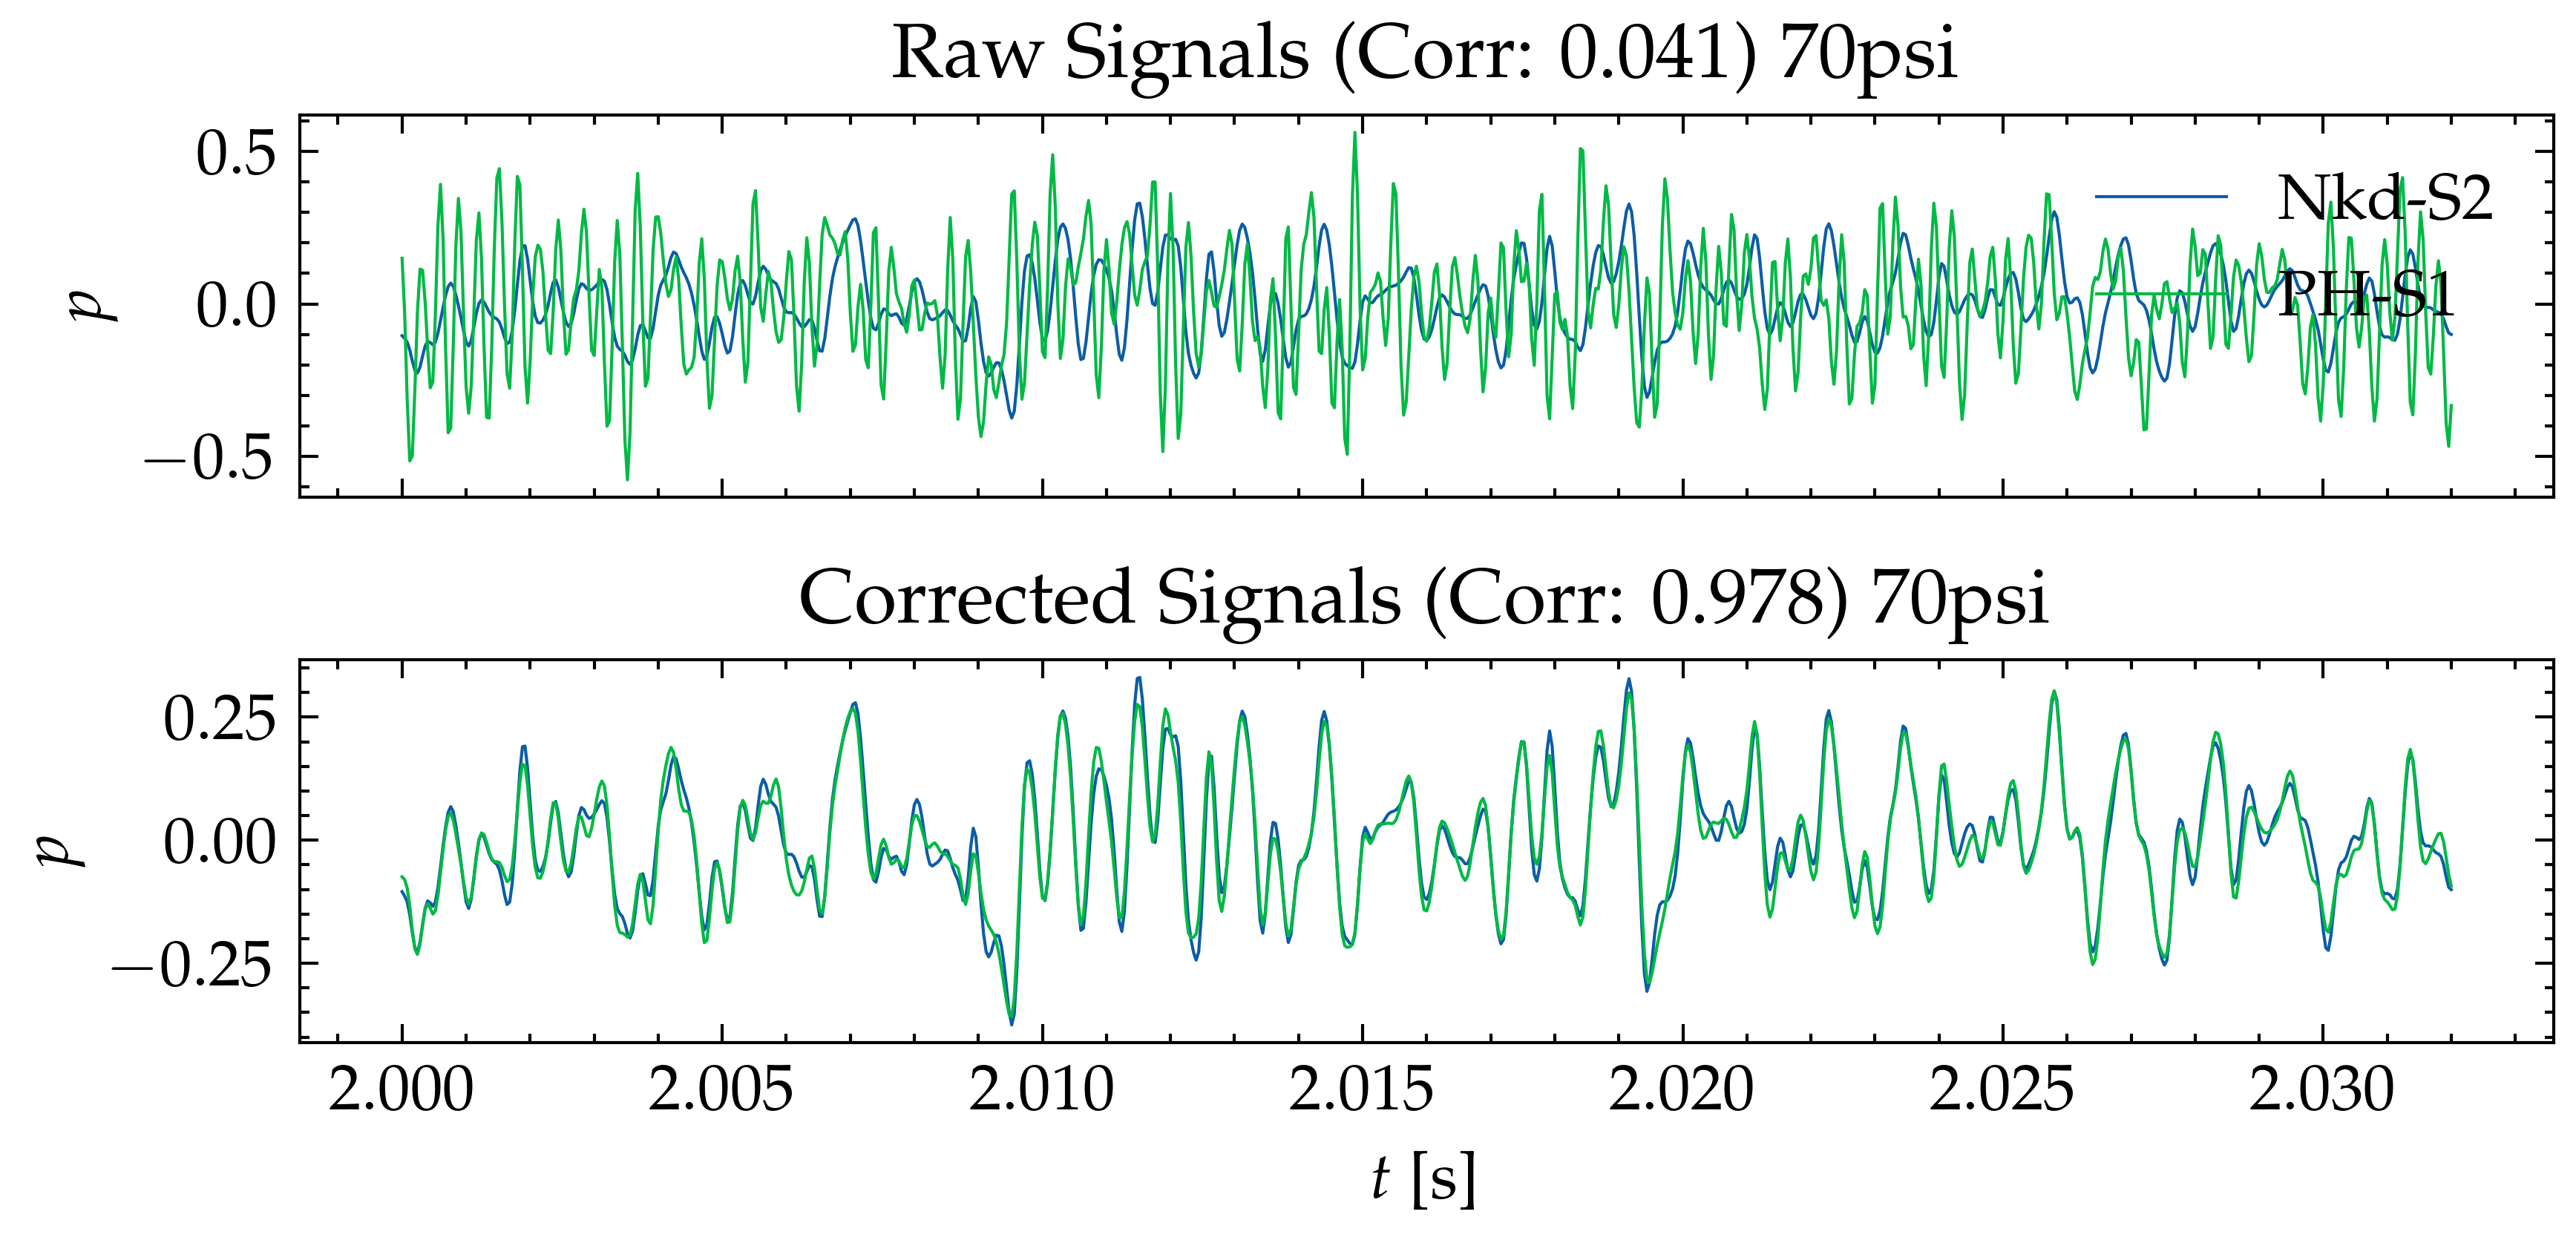 Raw Signals (Corr: 0.041) 70psi
0.5
0.0
−0.5
p
Nkd-S2
PH-S1
Corrected Signals (Corr: 0.978) 70psi
0.25
0.00
−0.25
p
2.000 2.005 2.010 2.015 2.020 2.025 2.030
t [s]